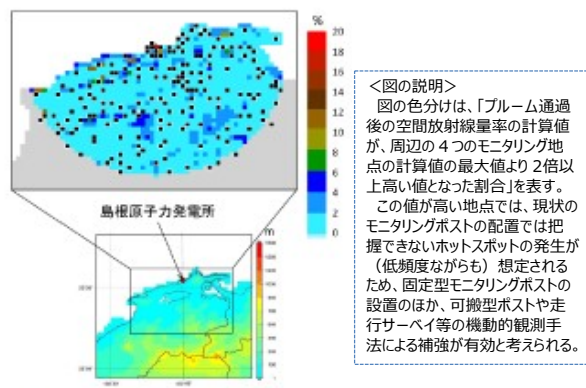 %
20
18
16
14
12
10
8
6
4
2
0
島根原子力発電所
m
＜図の説明＞
図の色分けは、「プルーム通過
後の空間放射線量率の計算値
が、周辺の４つのモニタリング地
点の計算値の最大値より２倍以
上高い値となった割合」を表す。
この値が高い地点では、現状の
モニタリングポストの配置では把
握できないホットスポットの発生が
（低頻度ながらも）想定される
ため、固定型モニタリングポストの
設置のほか、可搬型ポストや走
行サーベイ等の機動的観測手
法による補強が有効と考えられる。